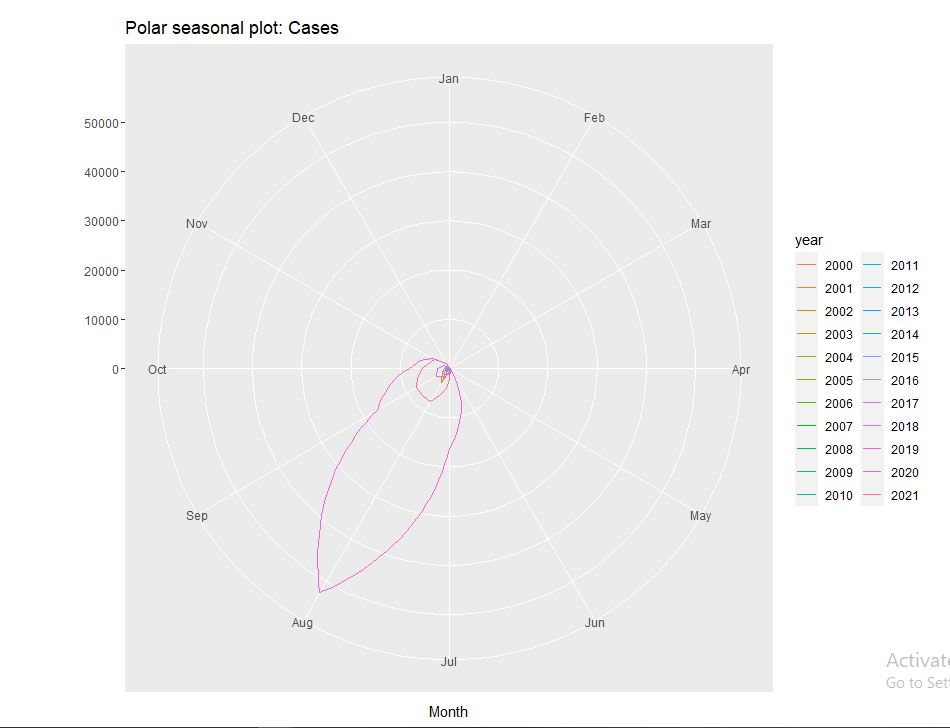 Polar seasonal plot: Cases
Jan
Dec
Feb
50000
40000
30000
20000
10000
0
Nov
Mar
Oct
Apr
Sep
May
Aug
Jun
Jul
Month
year
2000 2011
2001 2012
2002 2013
2003 2014
2004 2015
2005 2016
2006 2017
2007 2018
2008 2019
2009 2020
2010 2021
Activate
Go to Set